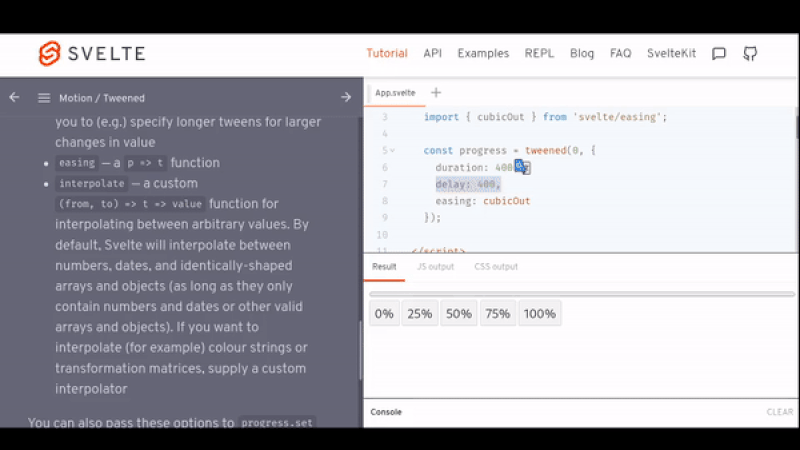 SVELTE
Tutorial API Examples REPL Blog FAQ SvelteKit
Motion / Tweened
you to (e.g.) specify longer tweens for larger
changes in value
easing — a p => t function
interpolate — a custom
(from, to) => t => value function for
interpolating between arbitrary values. By
default, Svelte will interpolate between
numbers, dates, and identically-shaped
arrays and objects (as long as they only
contain numbers and dates or other valid
arrays and objects). If you want to
interpolate (for example) colour strings or
transformation matrices, supply a custom
interpolator
You can also pass these options to progress.set
App.svelte +
3 import { cubicOut } from 'svelte/easing';
4
5 const progress = tweened(0, {
6 duration: 400
7 delay: 400,
8 easing: cubicOut
9 });
10
11 </script>
Result JS output CSS output
0% 25% 50% 75% 100%
Console CLEAR